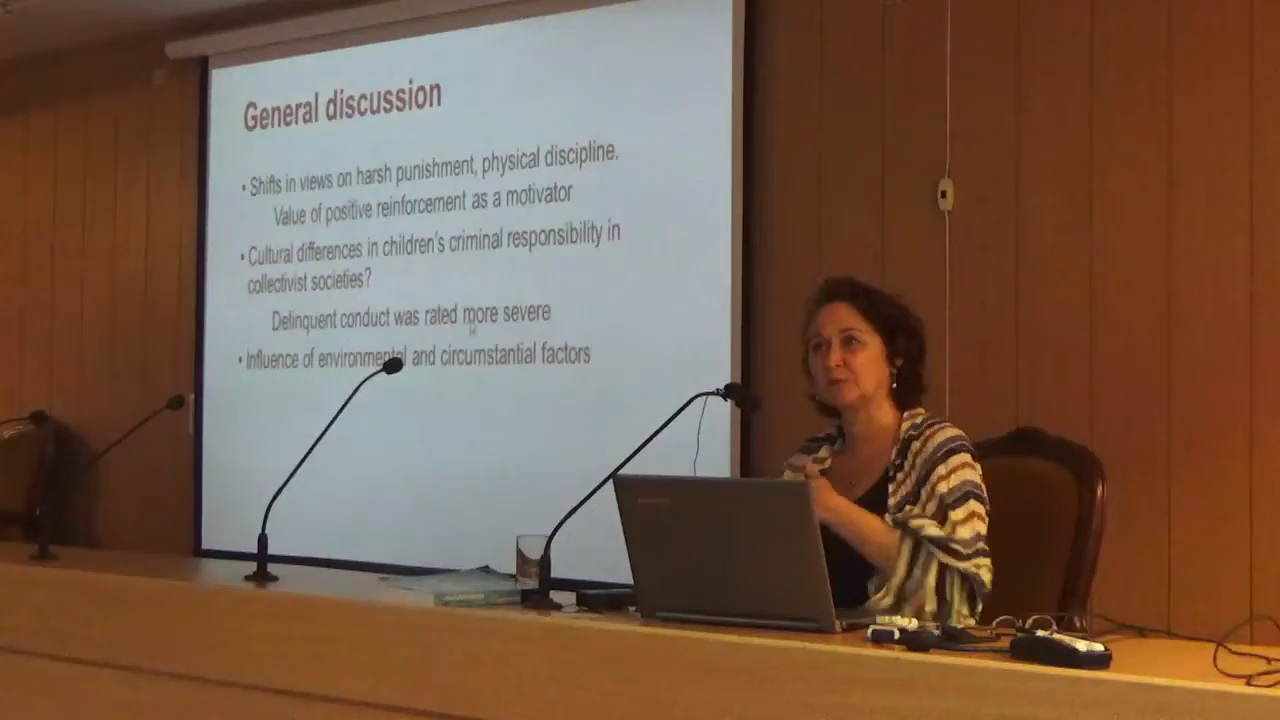 General discussion
• Shifts in views on harsh punishment, physical discipline.
Value of positive reinforcement as a motivator
• Cultural differences in children's criminal responsibility in
collectivist societies?
Delinquent conduct was rated more severe
• Influence of environmental and circumstantial factors